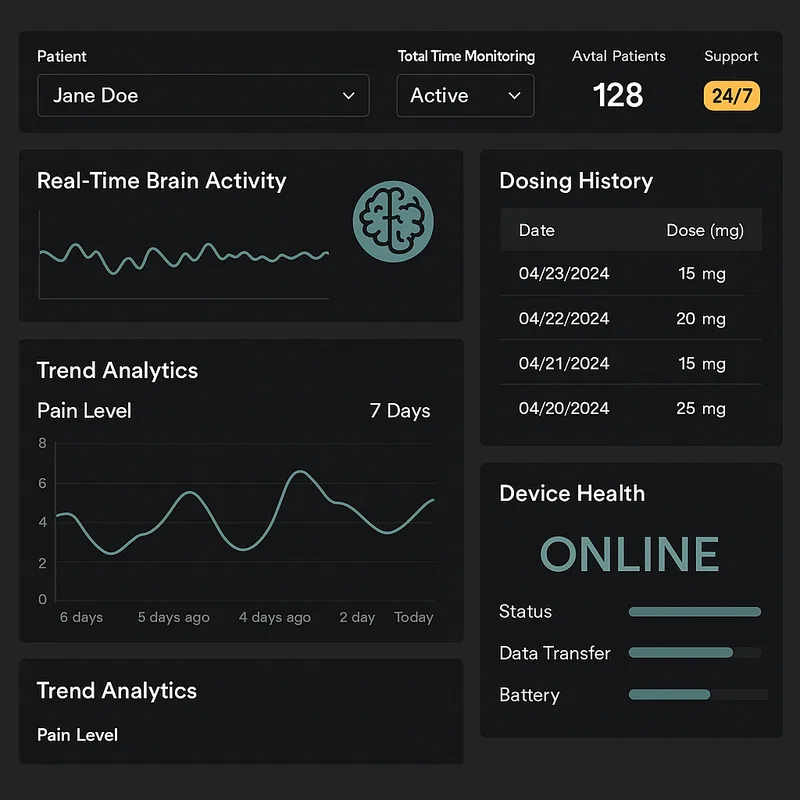 Patient
Total Time Monitoring
Avtal Patients
Support
Jane Doe
Active
128
24/7
Real-Time Brain Activity
Trend Analytics
Pain Level
7 Days
8
6
4
2
0
6 days
5 days ago
4 days ago
2 day
Today
Trend Analytics
Pain Level
Dosing History
Date
Dose (mg)
04/23/2024
15 mg
04/22/2024
20 mg
04/21/2024
15 mg
04/20/2024
25 mg
Device Health
ONLINE
Status
Data Transfer
Battery